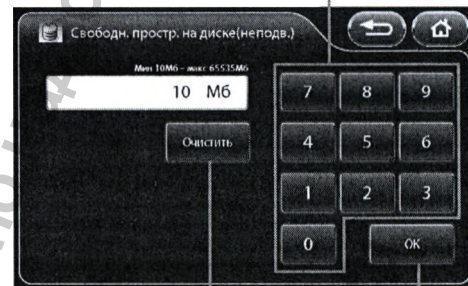 Свободн. простр. на диске(неподв.)
Мин 10Мб – макс 65535Мб
10 Мб
Очистить
7 8 9
4 5 6
1 2 3
0 OK